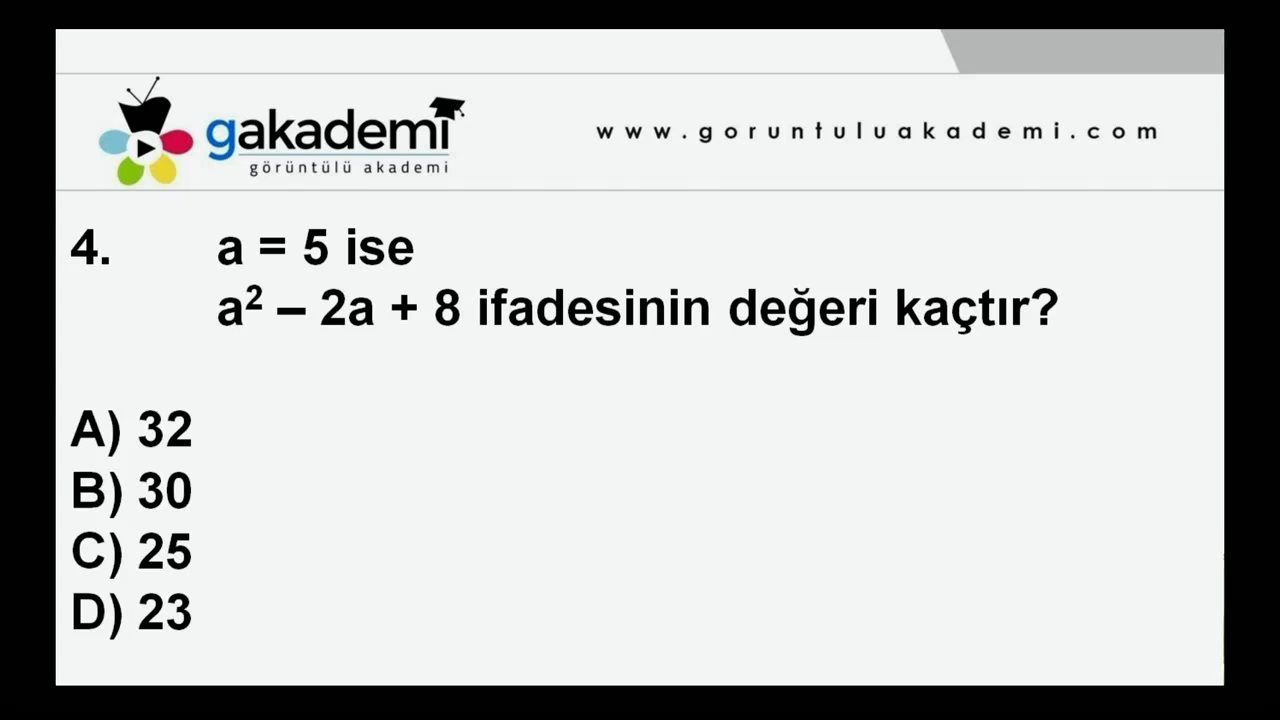 gakademi
görüntülü akademi
www.goruntuluakademi.com
4. a = 5 ise
a² – 2a + 8 ifadesinin değeri kaçtır?
A) 32
B) 30
C) 25
D) 23